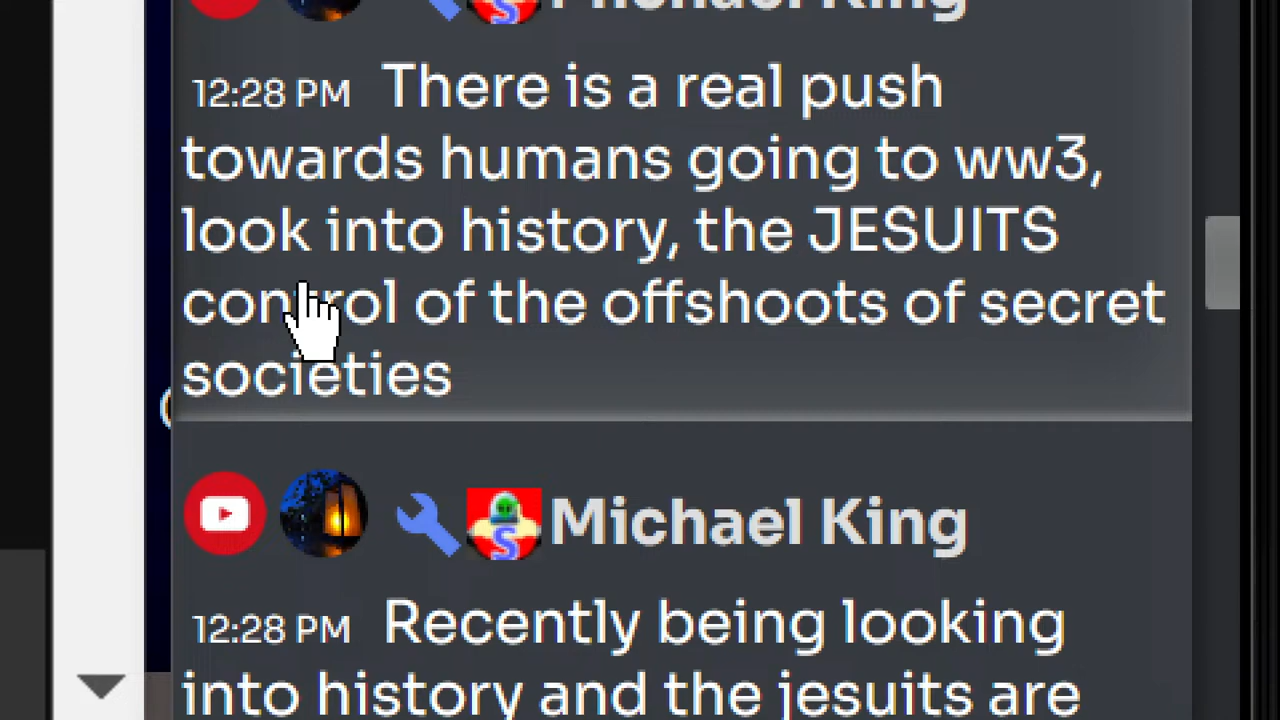 Michael King
12:28 PM There is a real push
towards humans going to ww3,
look into history, the JESUITS
control of the offshoots of secret
societies
Michael King
12:28 PM Recently being looking
into history and the jesuits are